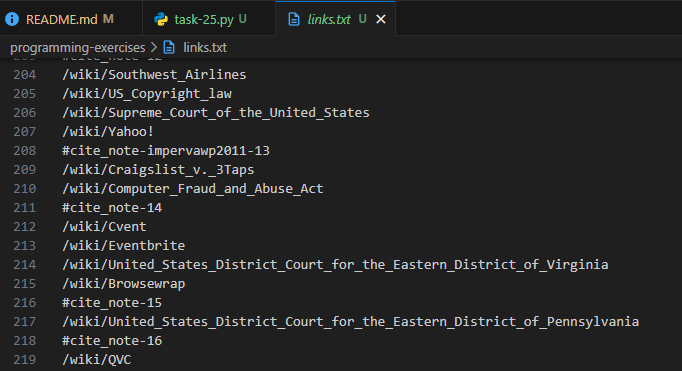 README.md M
task-25.py U
links.txt U
programming-exercises > links.txt
204 /wiki/Southwest_Airlines
205 /wiki/US_Copyright_law
206 /wiki/Supreme_Court_of_the_United_States
207 /wiki/Yahoo!
208 #cite_note-impervawp2011-13
209 /wiki/Craigslist_v._3Taps
210 /wiki/Computer_Fraud_and_Abuse_Act
211 #cite_note-14
212 /wiki/Cvent
213 /wiki/Eventbrite
214 /wiki/United_States_District_Court_for_the_Eastern_District_of_Virginia
215 /wiki/Browsewrap
216 #cite_note-15
217 /wiki/United_States_District_Court_for_the_Eastern_District_of_Pennsylvania
218 #cite_note-16
219 /wiki/QVC